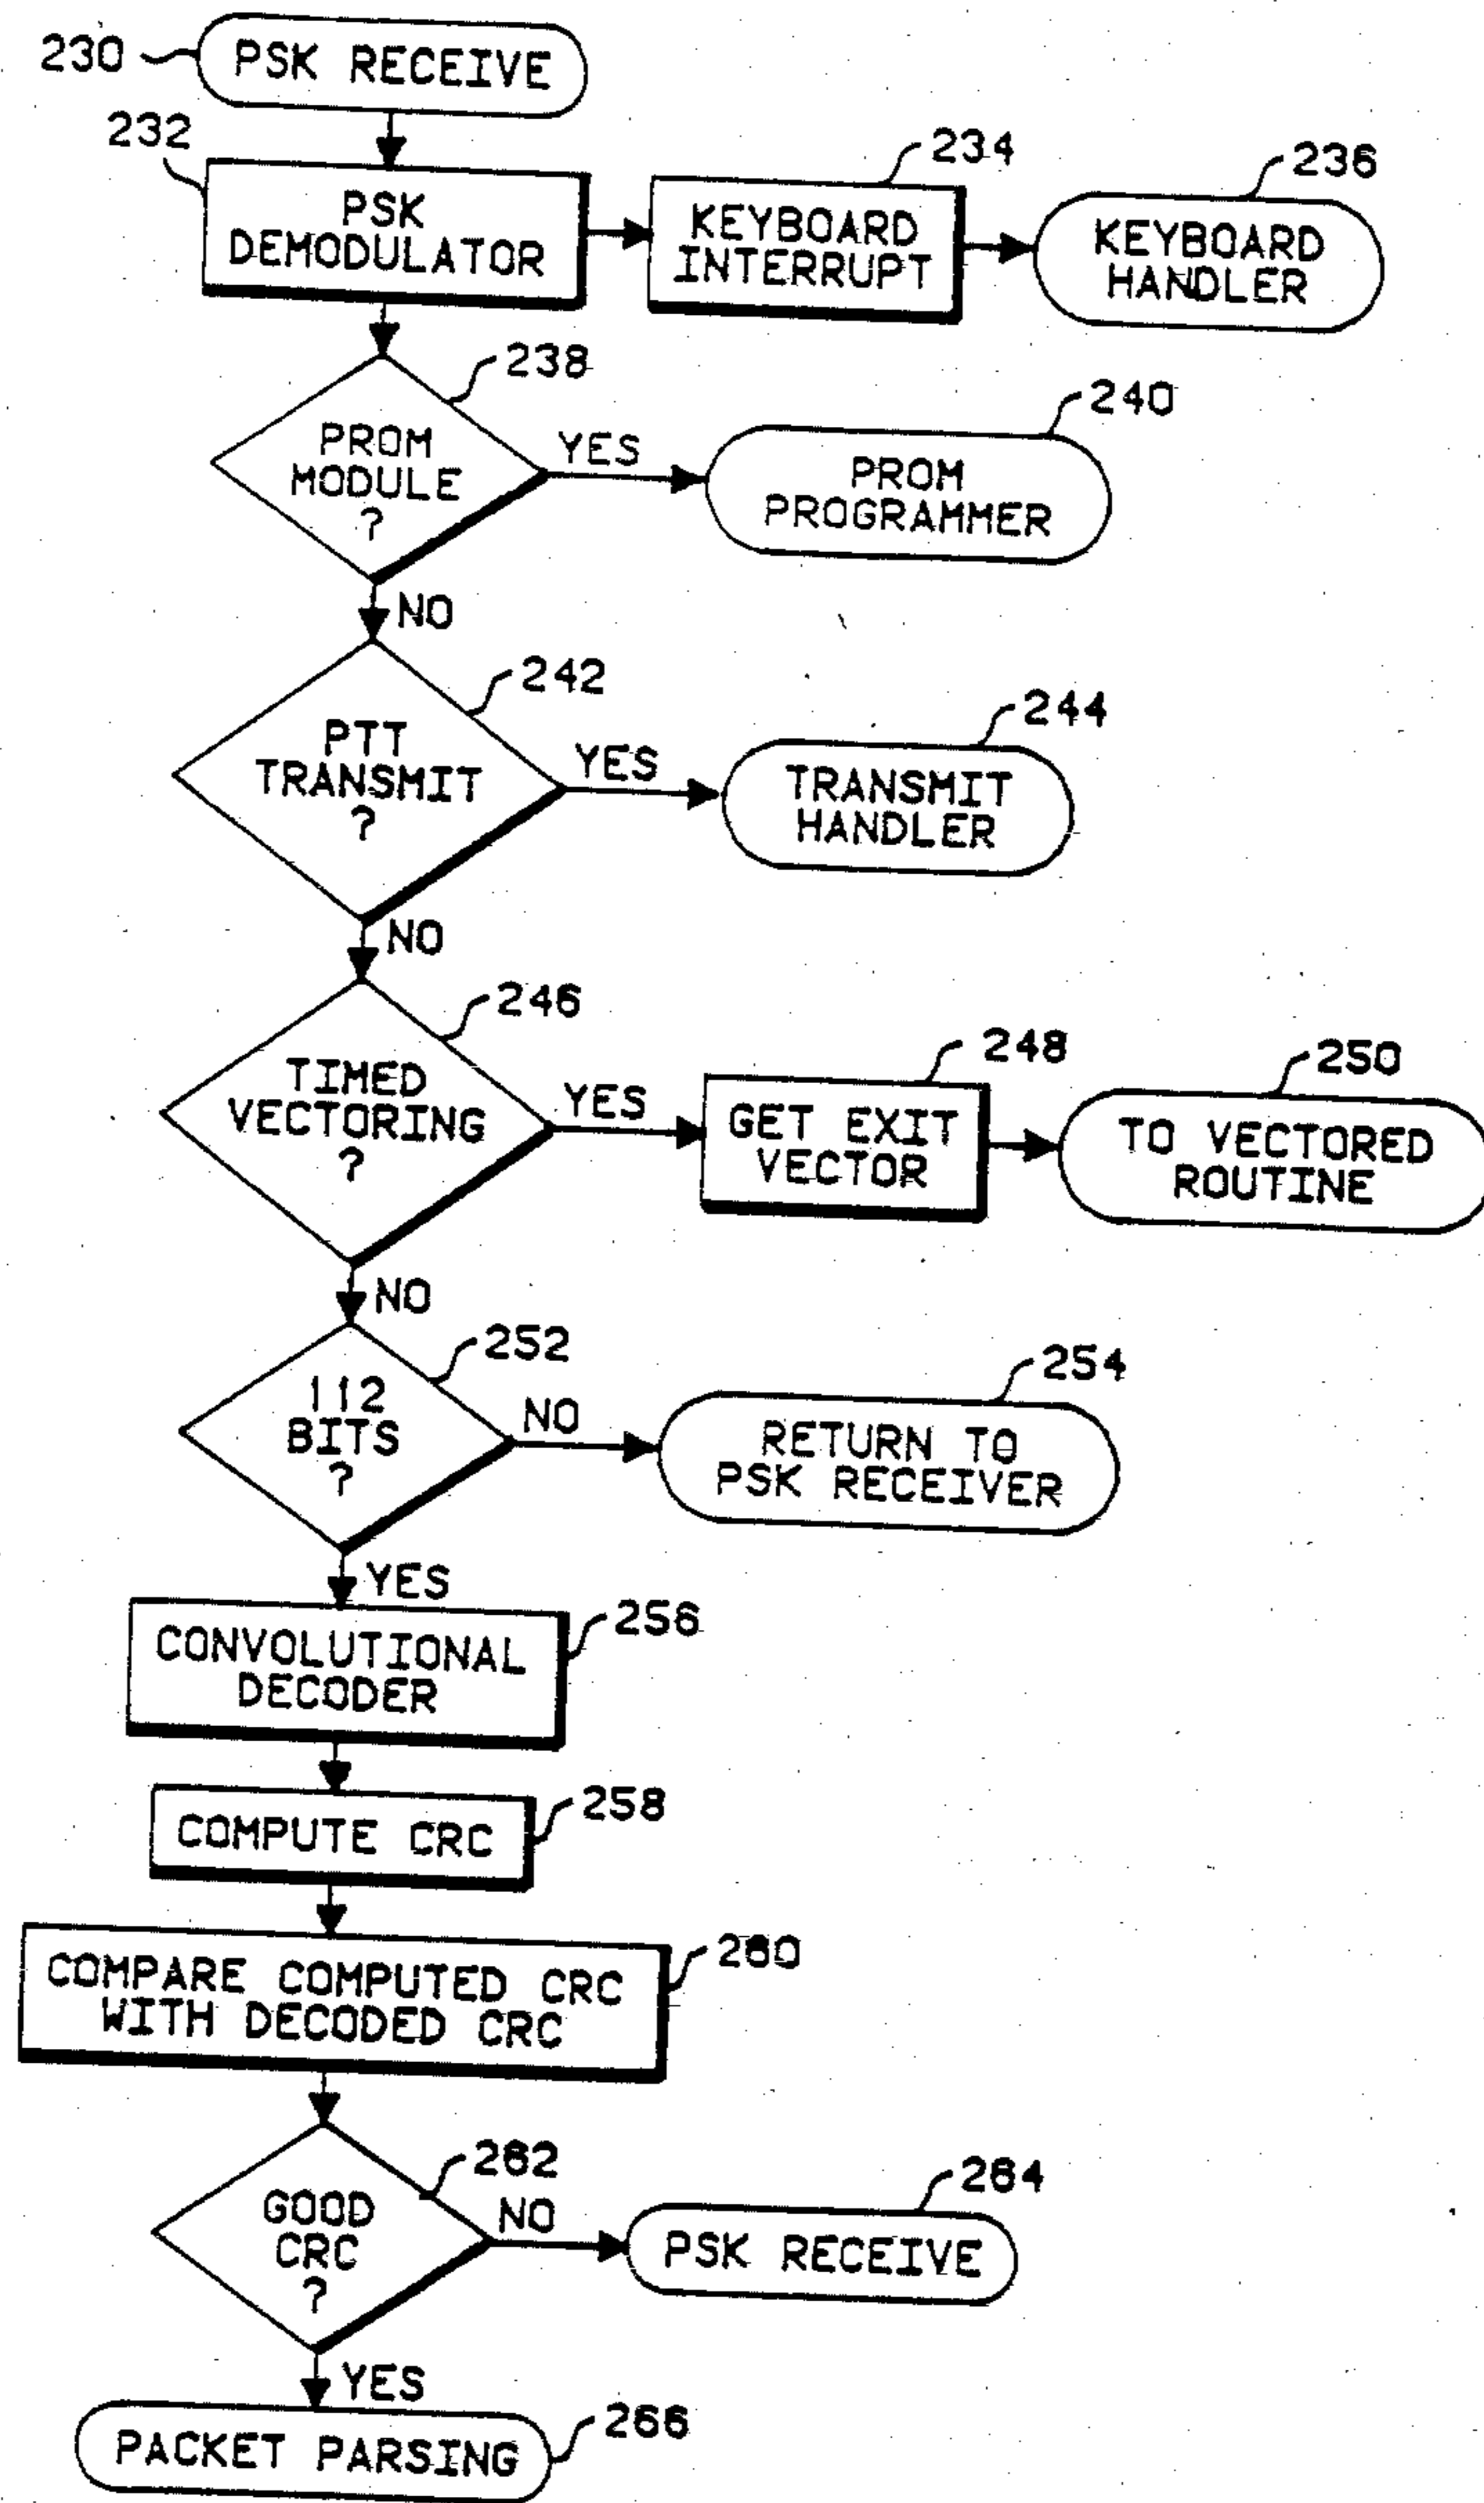 230
PSK RECEIVE
232
PSK
DEMODULATOR
234
KEYBOARD
INTERRUPT
236
KEYBOARD
HANDLER
238
PROM
MODULE
?
YES
240
PROM
PROGRAMMER
NO
242
PTT
TRANSMIT
?
YES
244
TRANSMIT
HANDLER
NO
246
TIMED
VECTORING
?
YES
248
GET EXIT
VECTOR
250
TO VECTORED
ROUTINE
NO
252
112
BITS
?
NO
254
RETURN TO
PSK RECEIVER
YES
256
CONVOLUTIONAL
DECODER
258
COMPUTE CRC
260
COMPARE COMPUTED CRC
WITH DECODED CRC
262
GOOD
CRC
?
NO
264
PSK RECEIVE
YES
266
PACKET PARSING